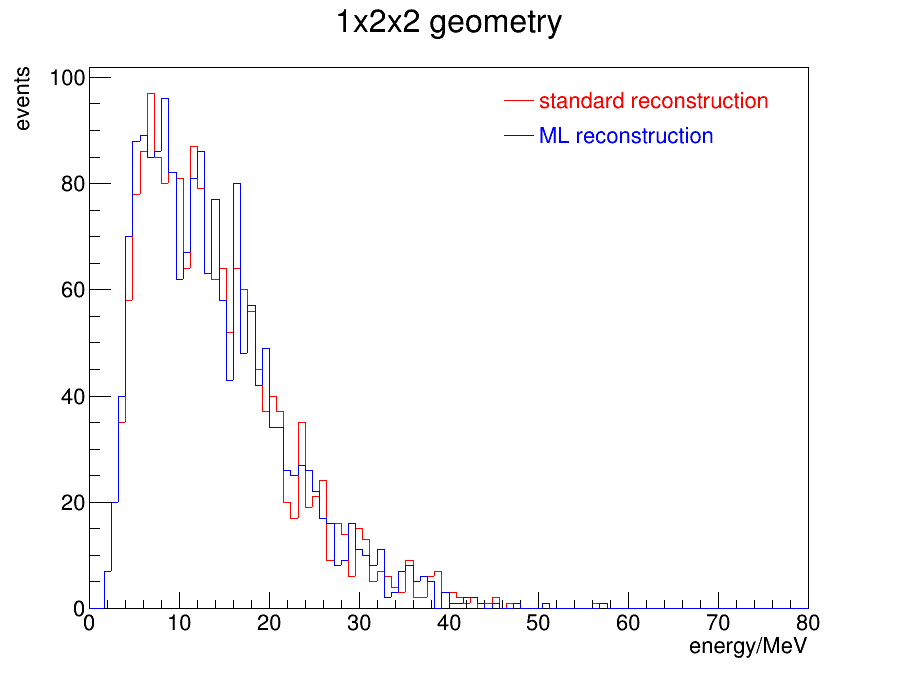 1x2x2 geometry
events
100
80
60
40
20
0
standard reconstruction
ML reconstruction
0 10 20 30 40 50 60 70 80
energy/MeV